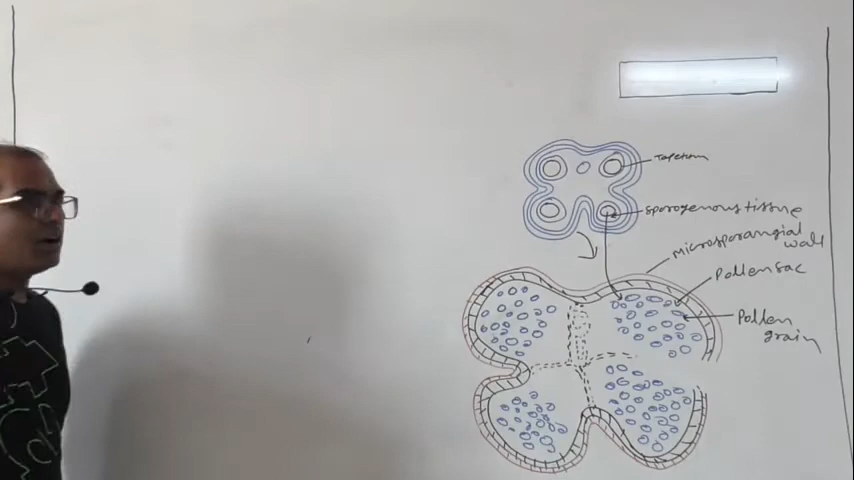 Tapetum
sporogenous tissue
microsporangial
wall
Pollen sac
Pollen
grain